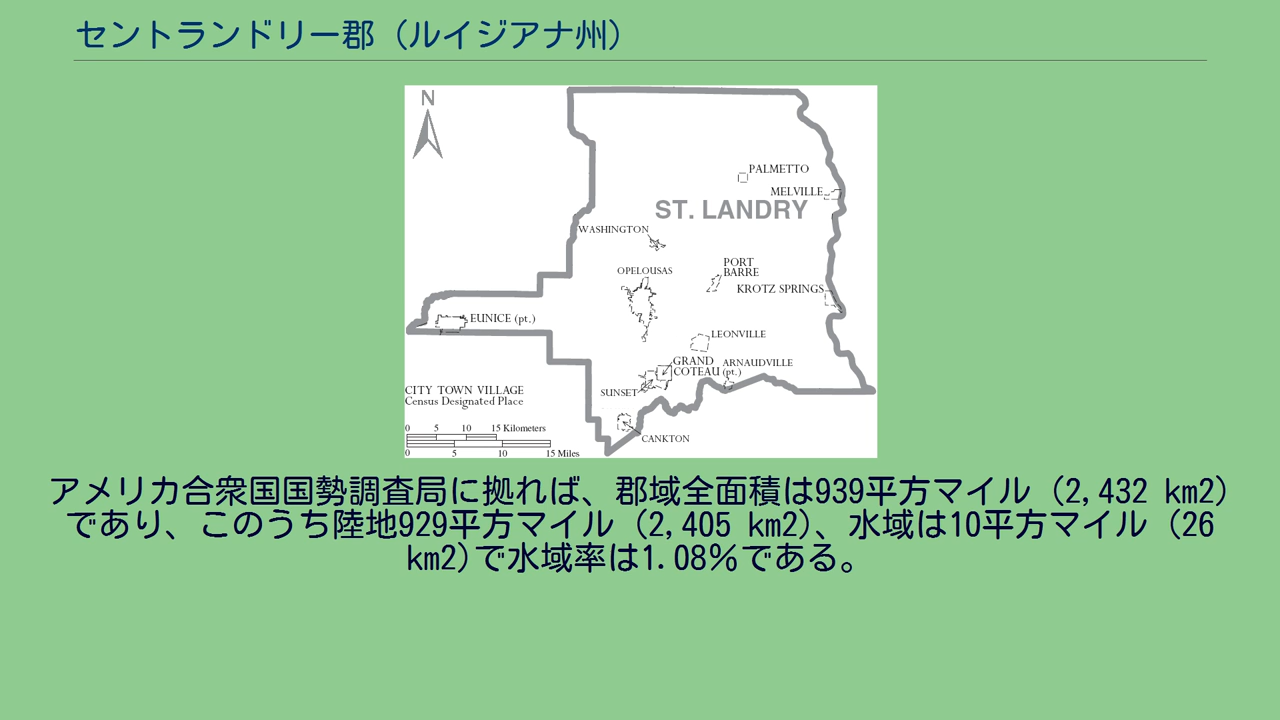 セントランドリー郡（ルイジアナ州）
N
PALMETTO
MELVILLE
ST. LANDRY
WASHINGTON
PORT
BARRE
OPELOUSAS
KROTZ SPRINGS
EUNICE (pt.)
LEONVILLE
GRAND
COTEAU
ARNAUDVILLE
(pt.)
SUNSET
CITY TOWN VILLAGE
Census Designated Place
CANKTON
0 5 10 15 Kilometers
0 5 10 15 Miles
アメリカ合衆国国勢調査局に拠れば、郡域全面積は939平方マイル（2,432 km2）
であり、このうち陸地929平方マイル（2,405 km2)、水域は10平方マイル（26
km2)で水域率は1.08％である。